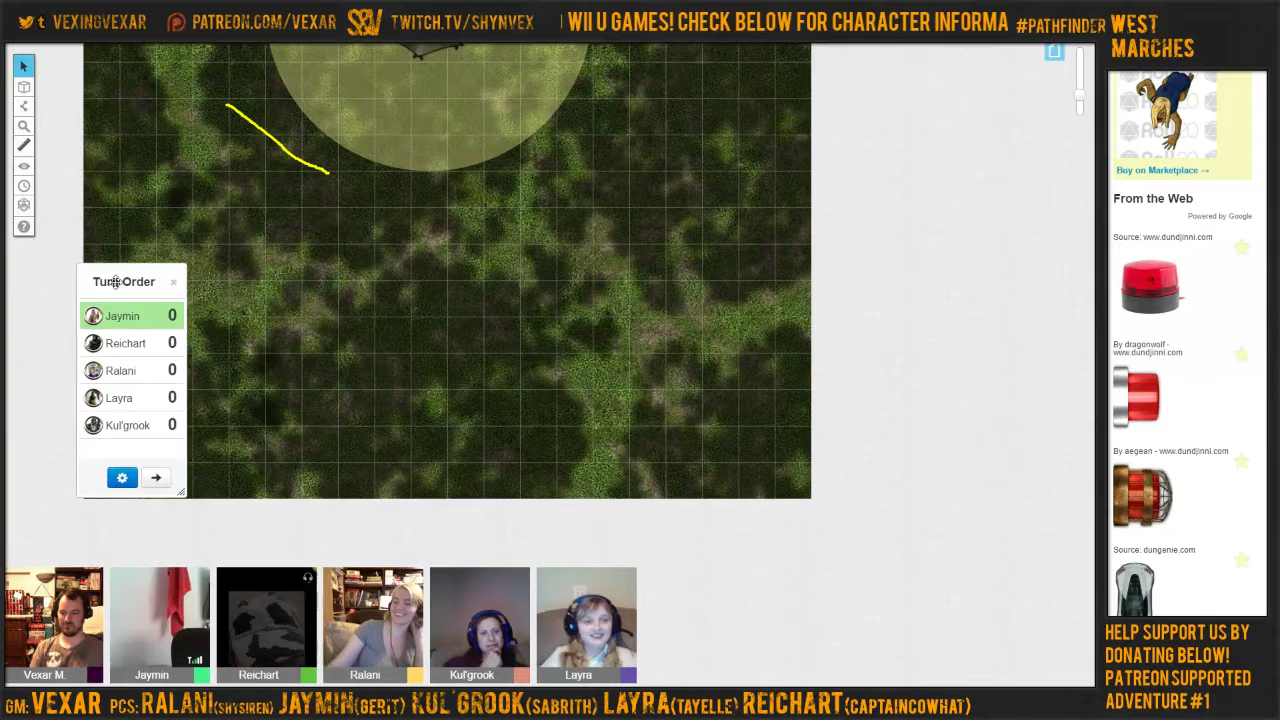 VEXINGVEXAR
PATREON.COM/VEXAR
SAV TWITCH.TV/SHYNVEX
| WII U GAMES! CHECK BELOW FOR CHARACTER INFORMA
#PATHFINDER
WEST
MARCHES
Buy on Marketplace →
From the Web
Powered by Google
Source: www.dundjinni.com
By dragonwolf -
www.dundjinni.com
By aegean - www.dundjinni.com
Source: dungenie.com
Turn Order ×
Jaymin 0
Reichart 0
Ralani 0
Layra 0
Kul'grook 0
Vexar M.
Jaymin
Reichart
Ralani
Kul'grook
Layra
HELP SUPPORT US BY
DONATING BELOW!
PATREON SUPPORTED
ADVENTURE #1
GM: VEXAR PCS: RALANI(SHYSIREN) JAYMIN(GERIT) KUL'GROOK(SABRITH) LAYRA(TAYELLE) REICHART(CAPTAINCOWHAT)